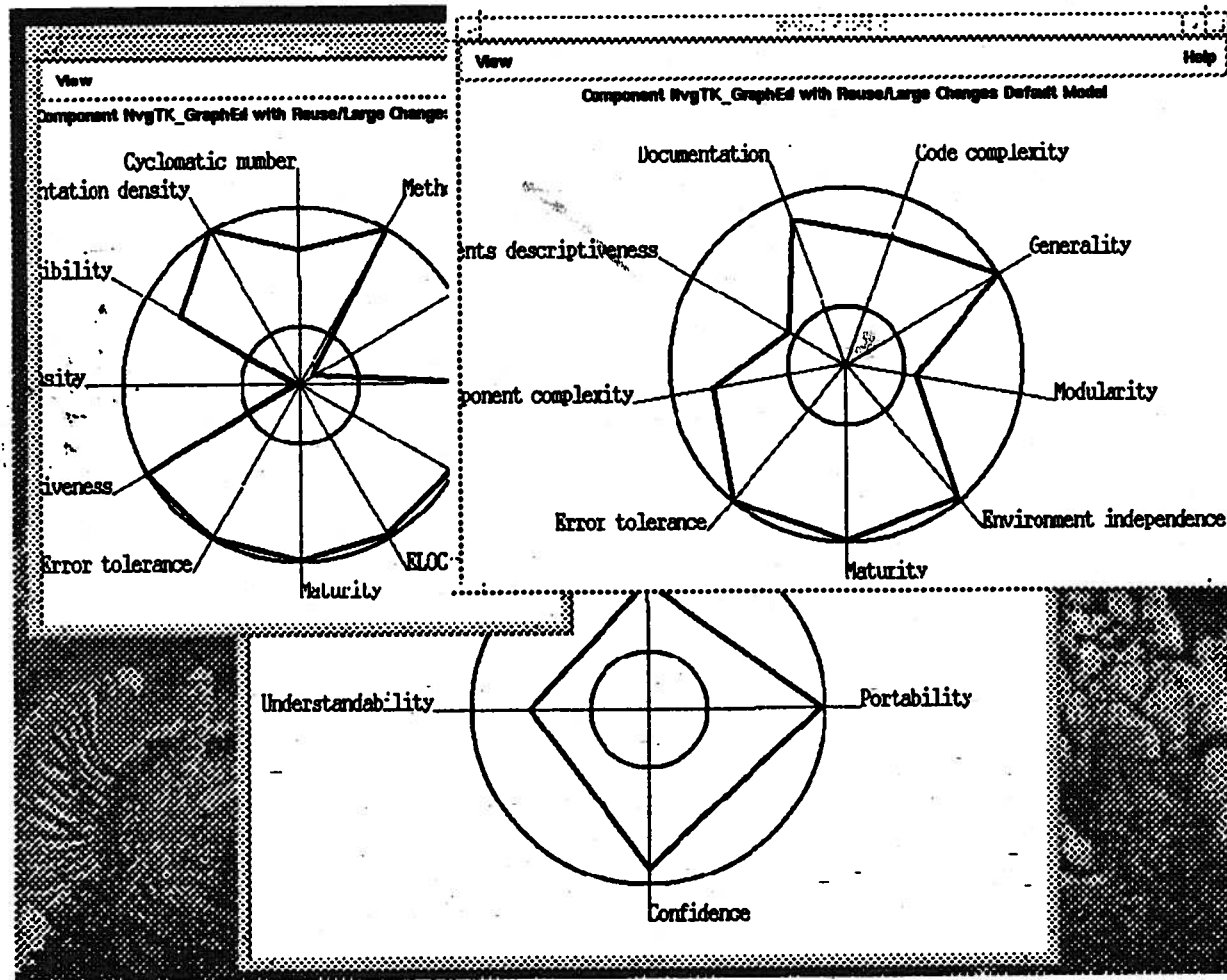 View
Component NvgTK_GraphEd with Reuse/Large Changes
Cyclomatic number
ntation density
Meth
ibility
sity
iveness
Error tolerance
ELOC
Maturity
View
Help
Component NvgTK_GraphEd with Reuse/Large Changes Default Model
Documentation
Code complexity
nts descriptiveness
Generality
ponent complexity
Modularity
Error tolerance
Environment independence
Maturity
Understandability
Portability
Confidence